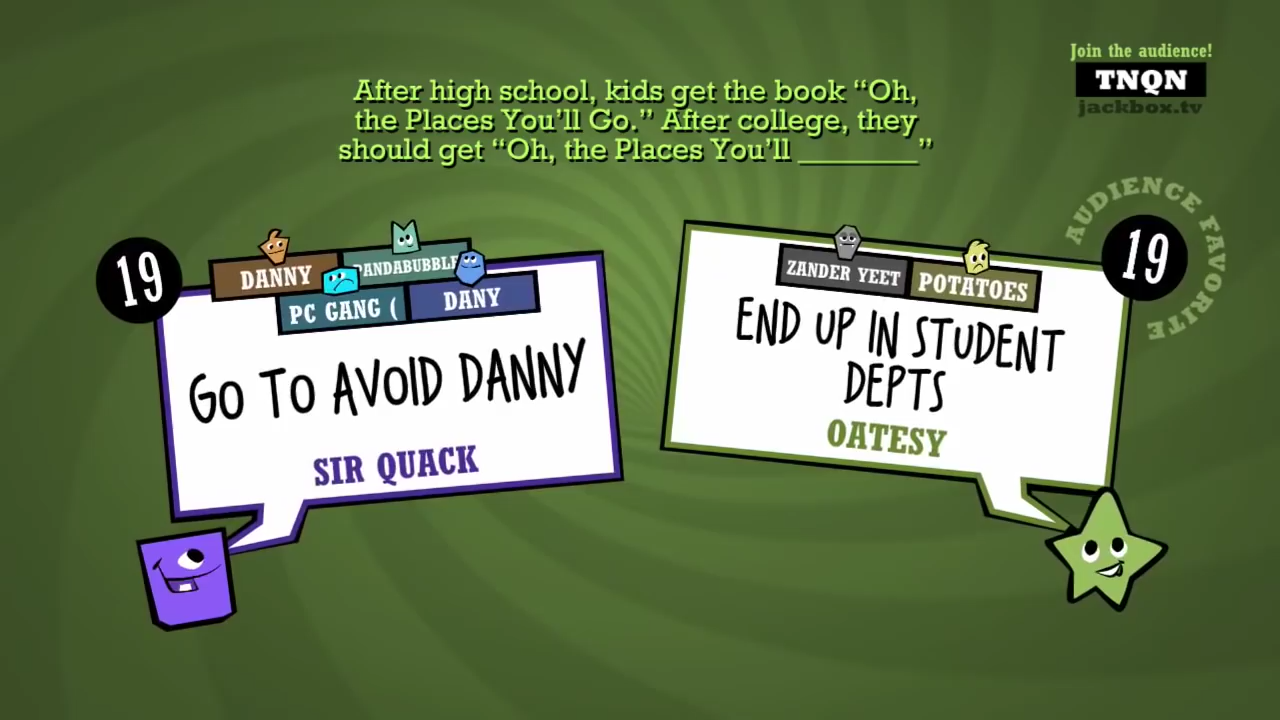 Join the audience!
TNQN
jackbox.tv
After high school, kids get the book “Oh,
the Places You’ll Go.” After college, they
should get “Oh, the Places You’ll ________”
AUDIENCE FAVORITE
19
DANNY
PANDABUBBLE
PC GANG (
DANY
GO TO AVOID DANNY
SIR QUACK
19
ZANDER YEET
POTATOES
END UP IN STUDENT
DEPTS
OATESY